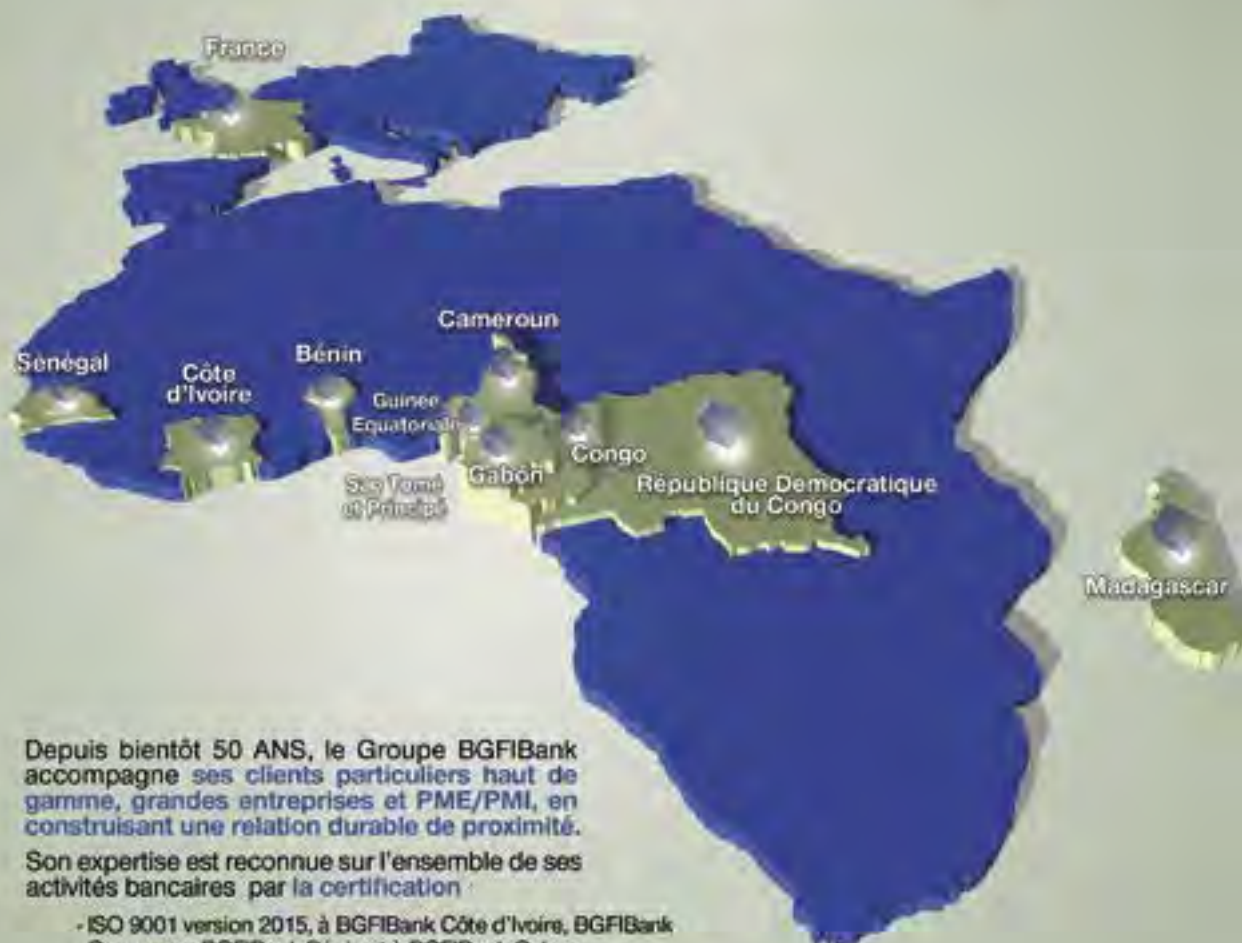 France
Cameroun
Sénégal
Côte
d'Ivoire
Bénin
Guinée
Equatoriale
Sao Tomé
et Principé
Gabon
Congo
République Démocratique
du Congo
Madagascar
Depuis bientôt 50 ANS, le Groupe BGFIBank
accompagne ses clients particuliers haut de
gamme, grandes entreprises et PME/PMI, en
construisant une relation durable de proximité.
Son expertise est reconnue sur l'ensemble de ses
activités bancaires par la certification :
- ISO 9001 version 2015, à BGFIBank Côte d'Ivoire, BGFIBank